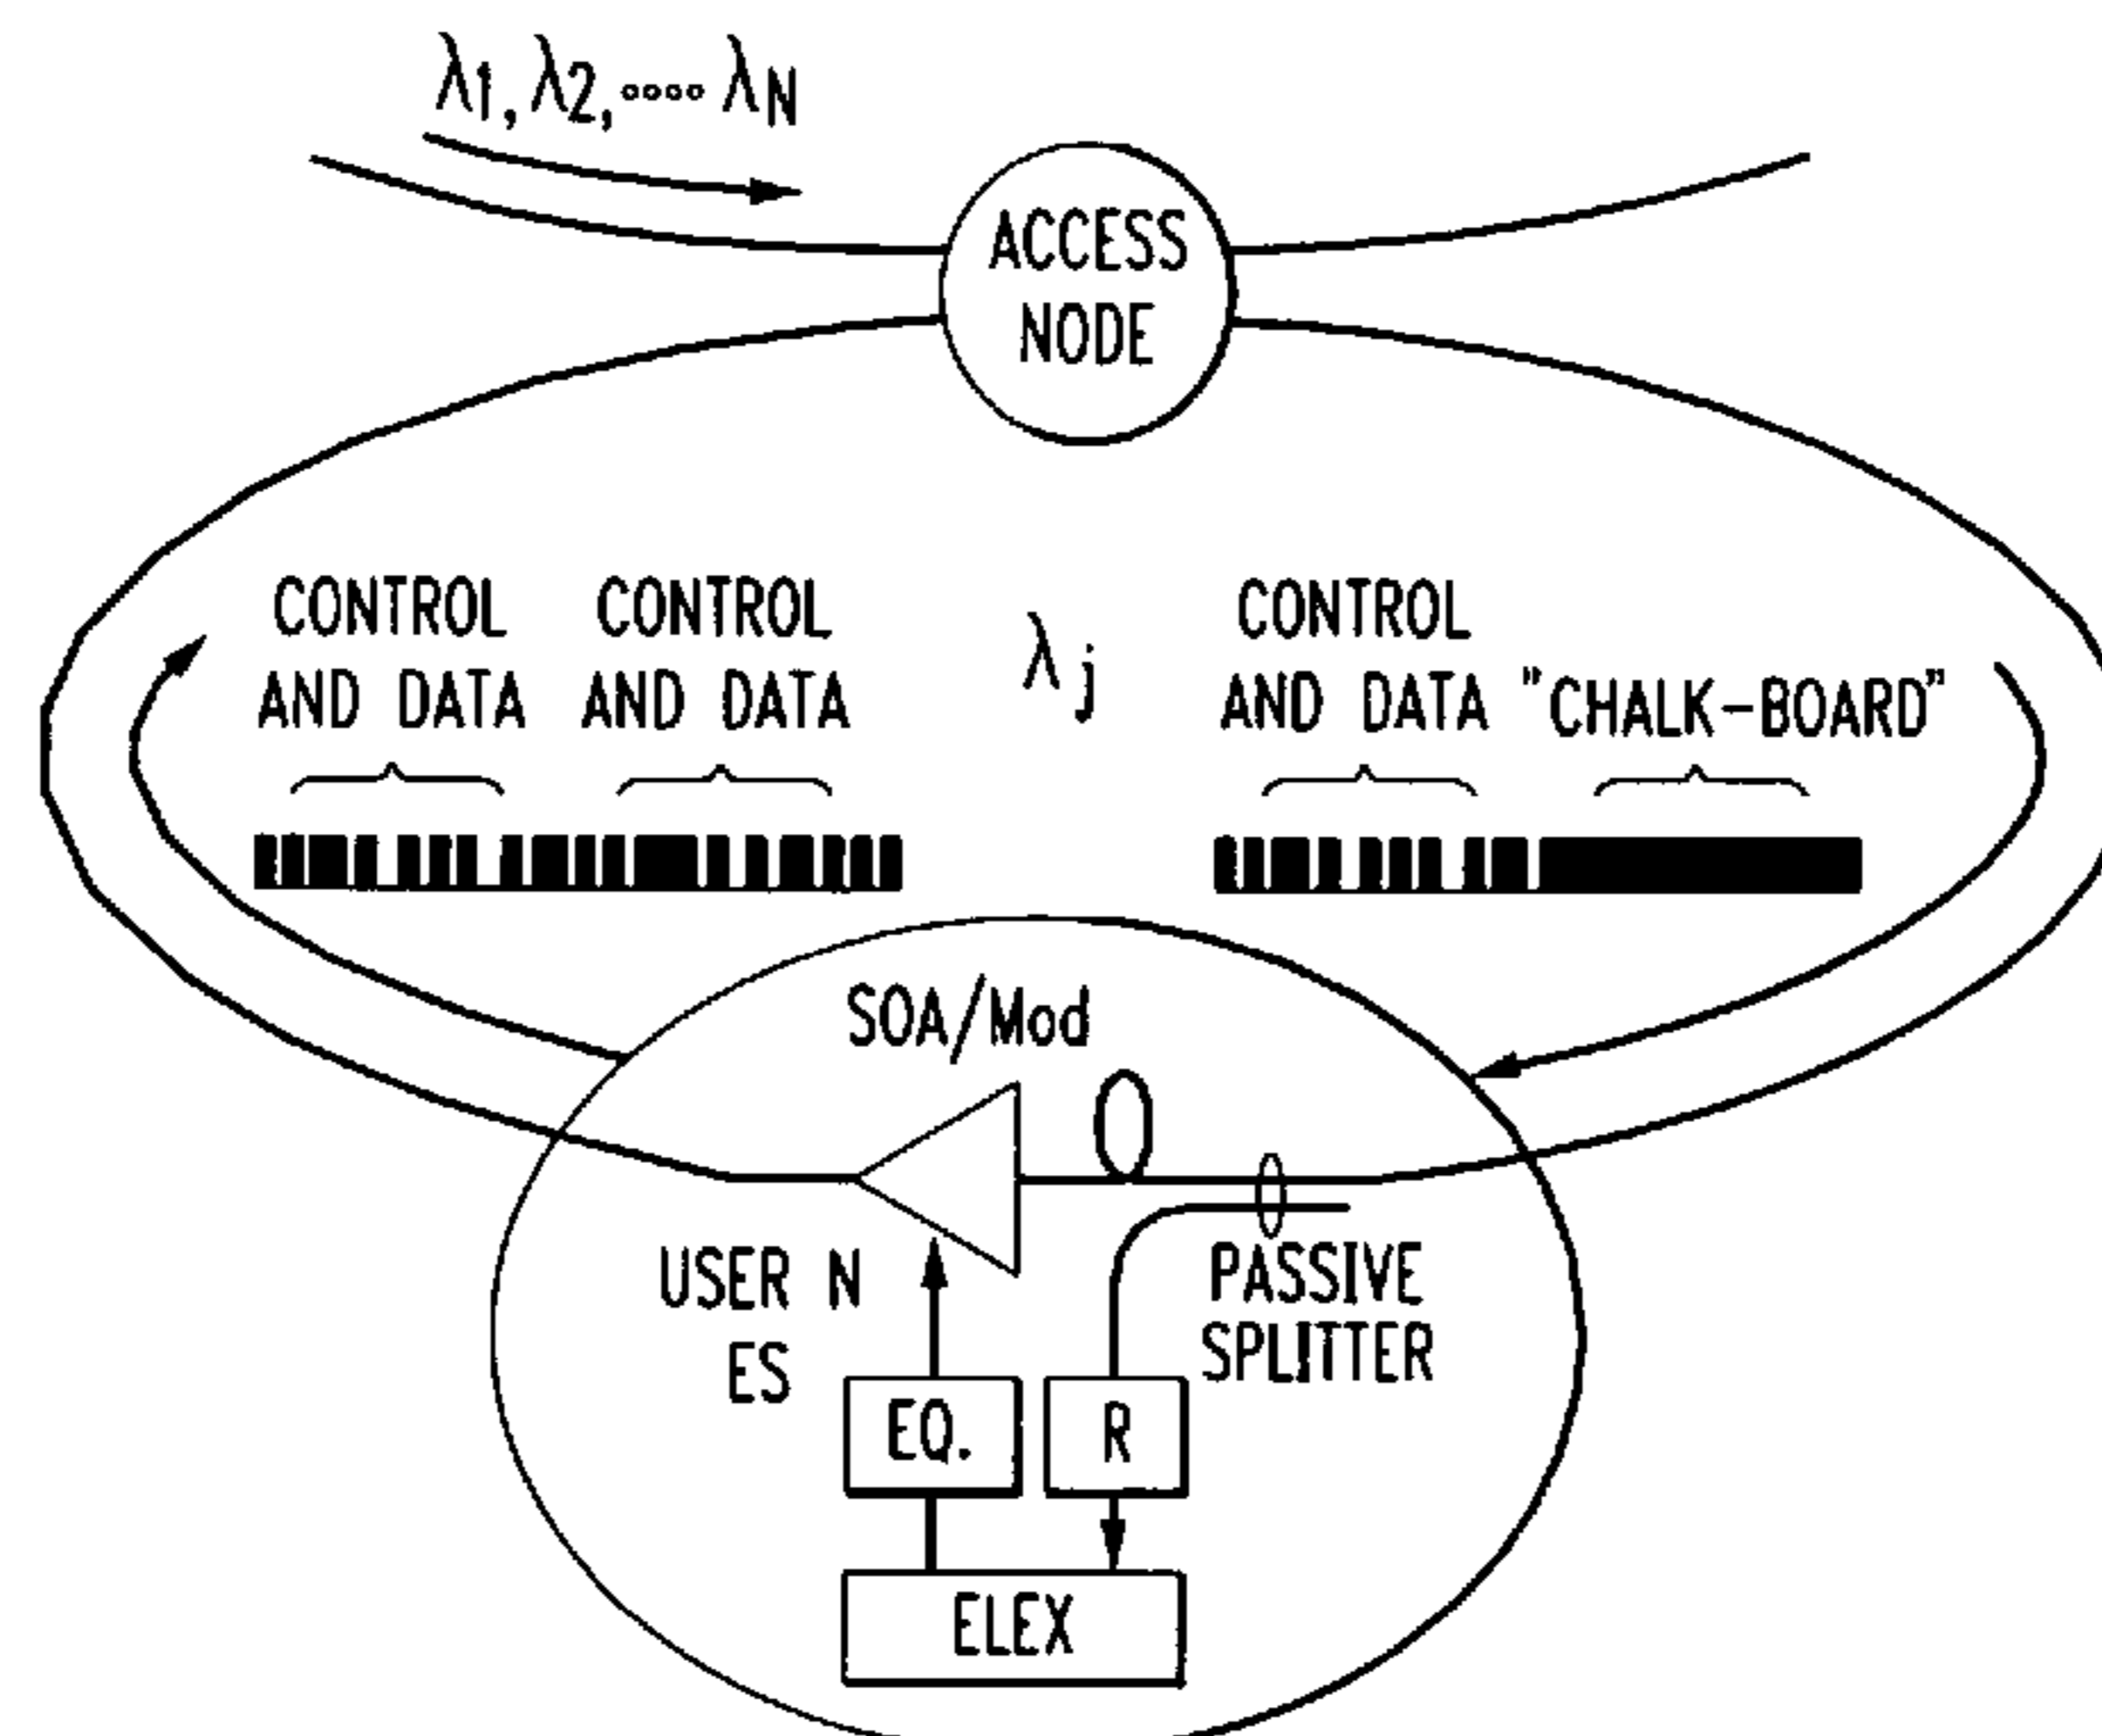 λ1, λ2, ∘∘∘∘ λN
ACCESS
NODE
CONTROL
AND DATA
CONTROL
AND DATA
λj
CONTROL
AND DATA
"CHALK-BOARD"
SOA/Mod
USER N
ES
PASSIVE
SPLITTER
EQ.
R
ELEX